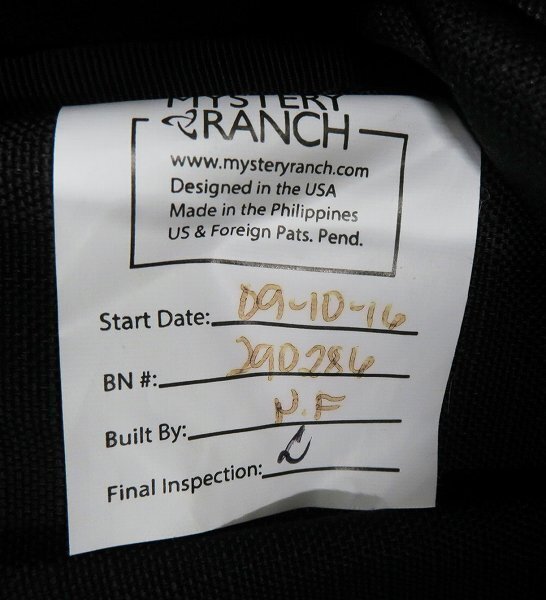 MYSTERY
RANCH
www.mysteryranch.com
Designed in the USA
Made in the Philippines
US & Foreign Pats. Pend.
Start Date: 09-10-16
BN #: 290286
Built By: N.F
Final Inspection: